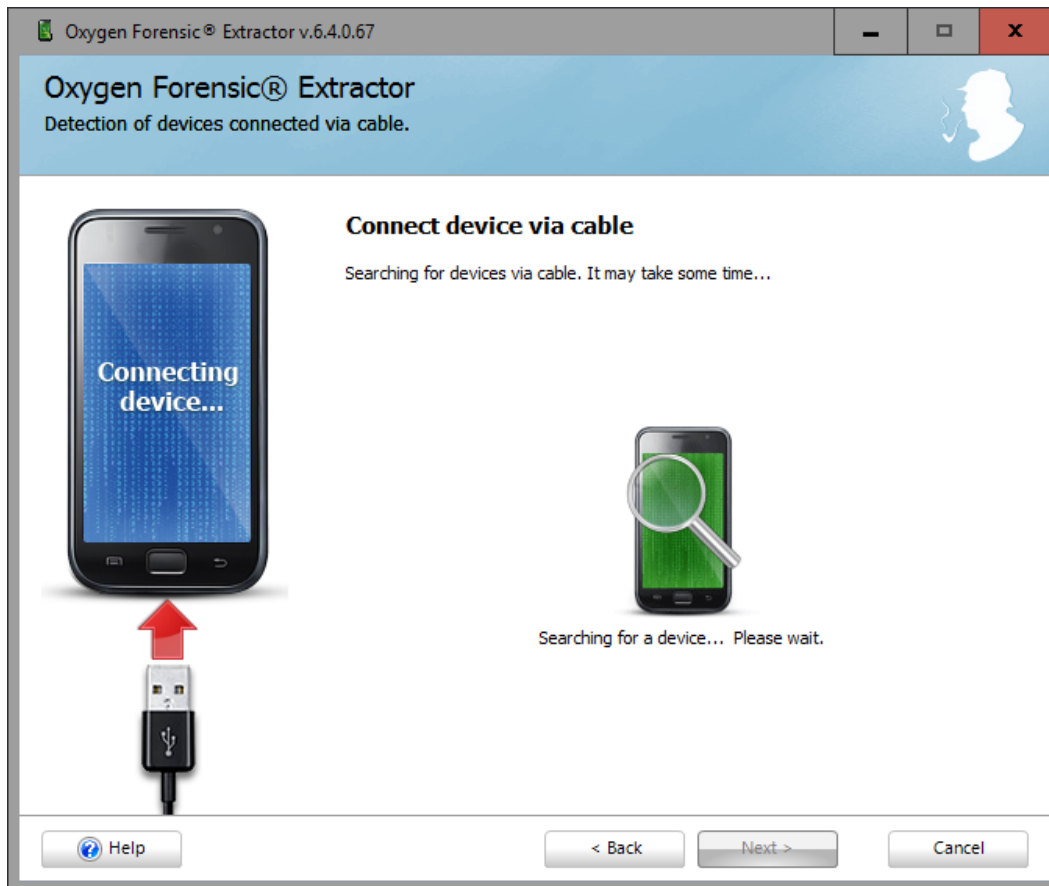 Oxygen Forensic® Extractor v.6.4.0.67
Oxygen Forensic® Extractor
Detection of devices connected via cable.
Connect device via cable
Searching for devices via cable. It may take some time...
Connecting
device...
Searching for a device... Please wait.
Help
< Back
Next >
Cancel